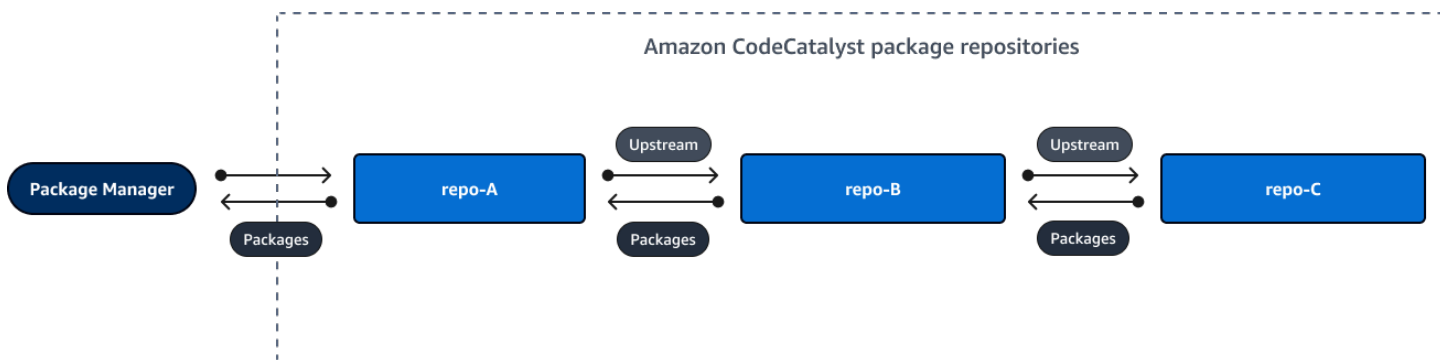 Amazon CodeCatalyst package repositories
Upstream
Upstream
Package Manager
repo-A
repo-B
repo-C
Packages
Packages
Packages